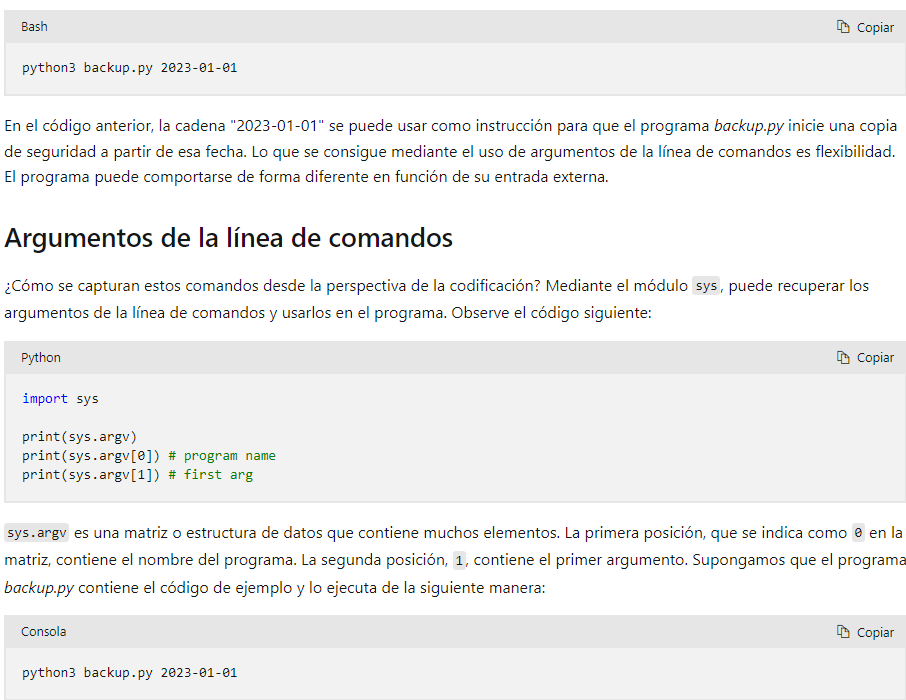 Bash
Copiar
python3 backup.py 2023-01-01
En el código anterior, la cadena "2023-01-01" se puede usar como instrucción para que el programa backup.py inicie una copia
de seguridad a partir de esa fecha. Lo que se consigue mediante el uso de argumentos de la línea de comandos es flexibilidad.
El programa puede comportarse de forma diferente en función de su entrada externa.
Argumentos de la línea de comandos
¿Cómo se capturan estos comandos desde la perspectiva de la codificación? Mediante el módulo sys, puede recuperar los
argumentos de la línea de comandos y usarlos en el programa. Observe el código siguiente:
Python
Copiar
import sys
print(sys.argv)
print(sys.argv[0]) # program name
print(sys.argv[1]) # first arg
sys.argv es una matriz o estructura de datos que contiene muchos elementos. La primera posición, que se indica como 0 en la
matriz, contiene el nombre del programa. La segunda posición, 1, contiene el primer argumento. Supongamos que el programa
backup.py contiene el código de ejemplo y lo ejecuta de la siguiente manera:
Consola
Copiar
python3 backup.py 2023-01-01